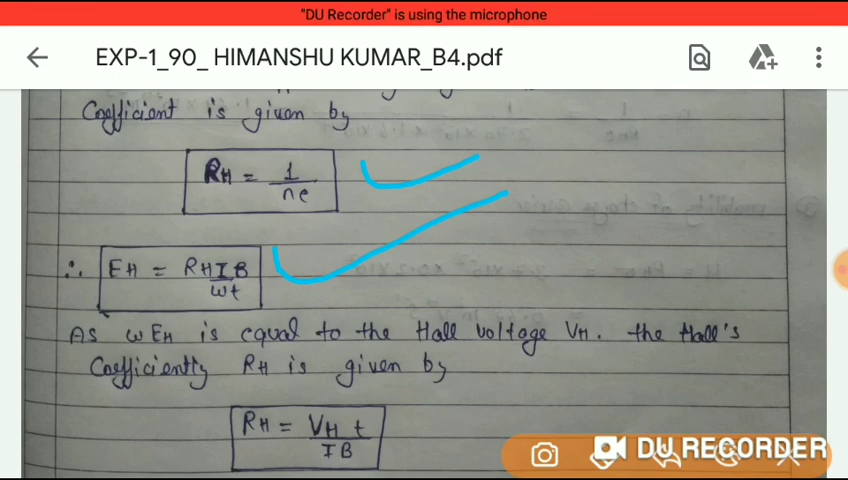 "DU Recorder" is using the microphone
EXP-1_90_ HIMANSHU KUMAR_B4.pdf
Coefficient is given by
RH = 1/ne
∴ EH = RHIB/wt
As wEH is equal to the Hall voltage VH. the Hall's
Coefficiently RH is given by
RH = VH t/IB
DU RECORDER